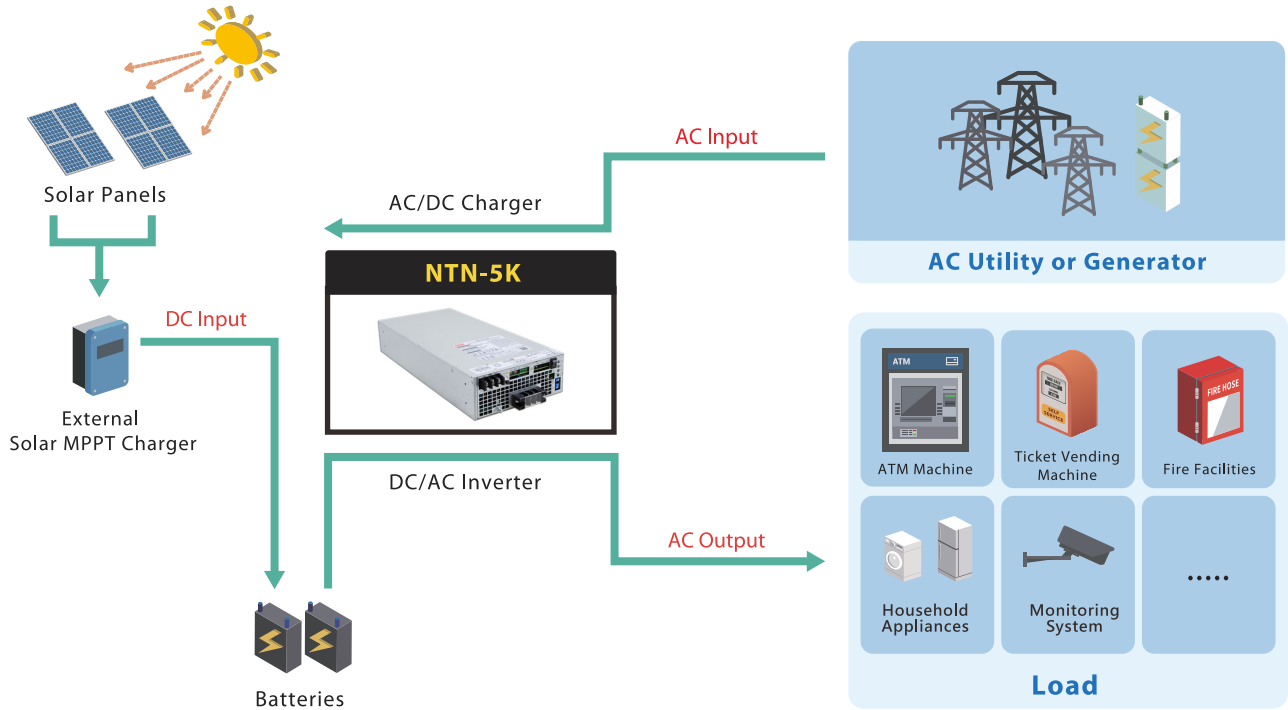 Solar Panels
External
Solar MPPT Charger
DC Input
Batteries
AC Input
AC/DC Charger
NTN-5K
DC/AC Inverter
AC Output
AC Utility or Generator
ATM
ATM Machine
SELF
SERVICE
Ticket Vending
Machine
FIRE HOSE
Fire Facilities
Household
Appliances
Monitoring
System
.....
Load